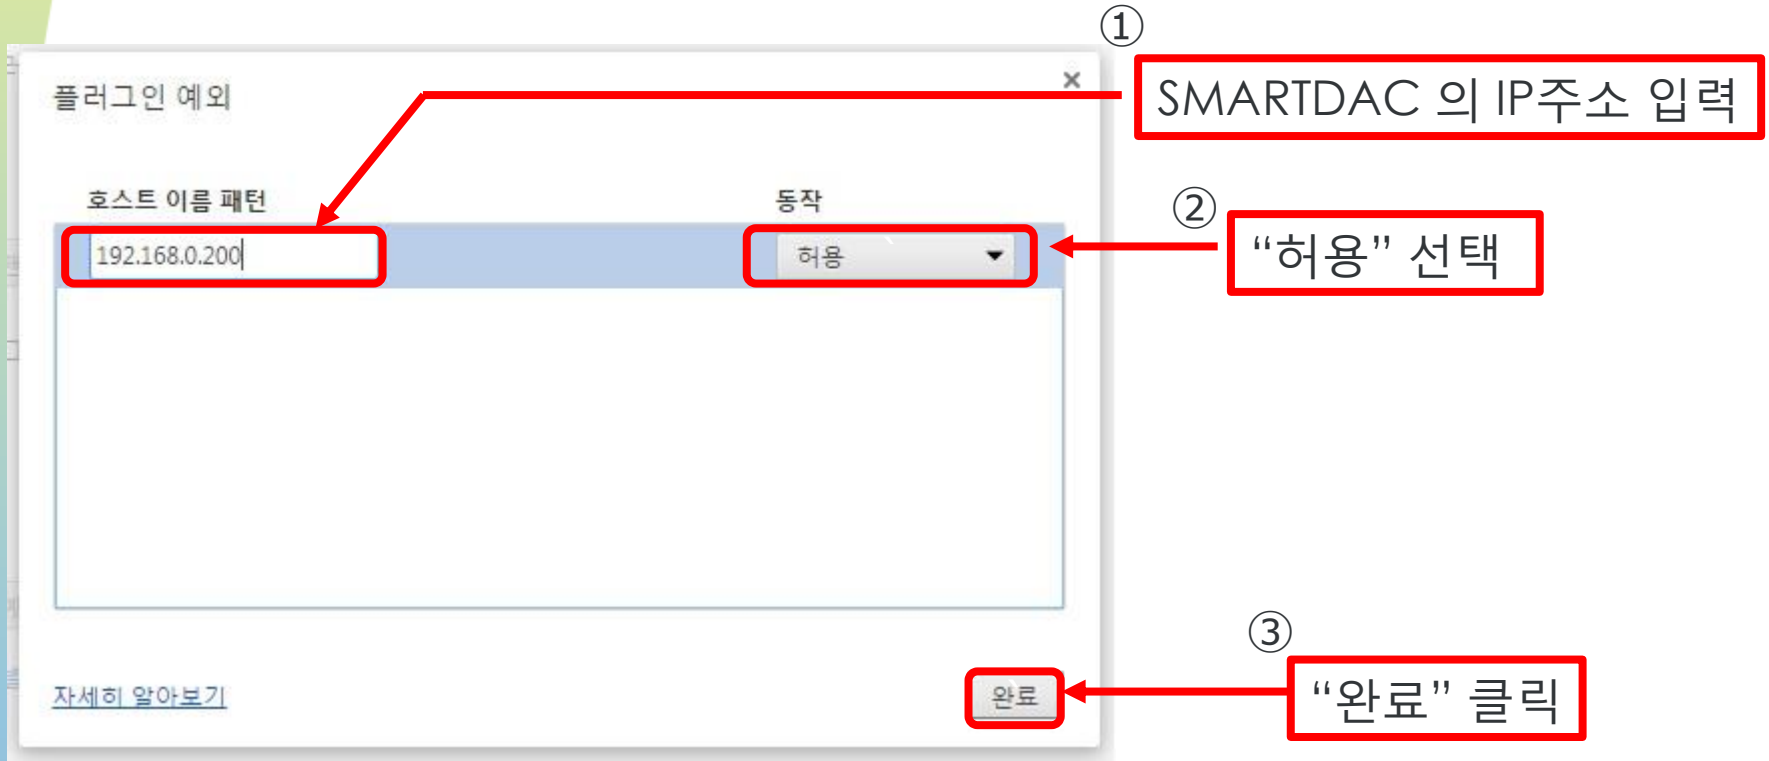 ①
SMARTDAC 의 IP주소 입력
플러그인 예외
호스트 이름 패턴
동작
192.168.0.200
허용
②
“허용” 선택
③
“완료” 클릭
자세히 알아보기
완료